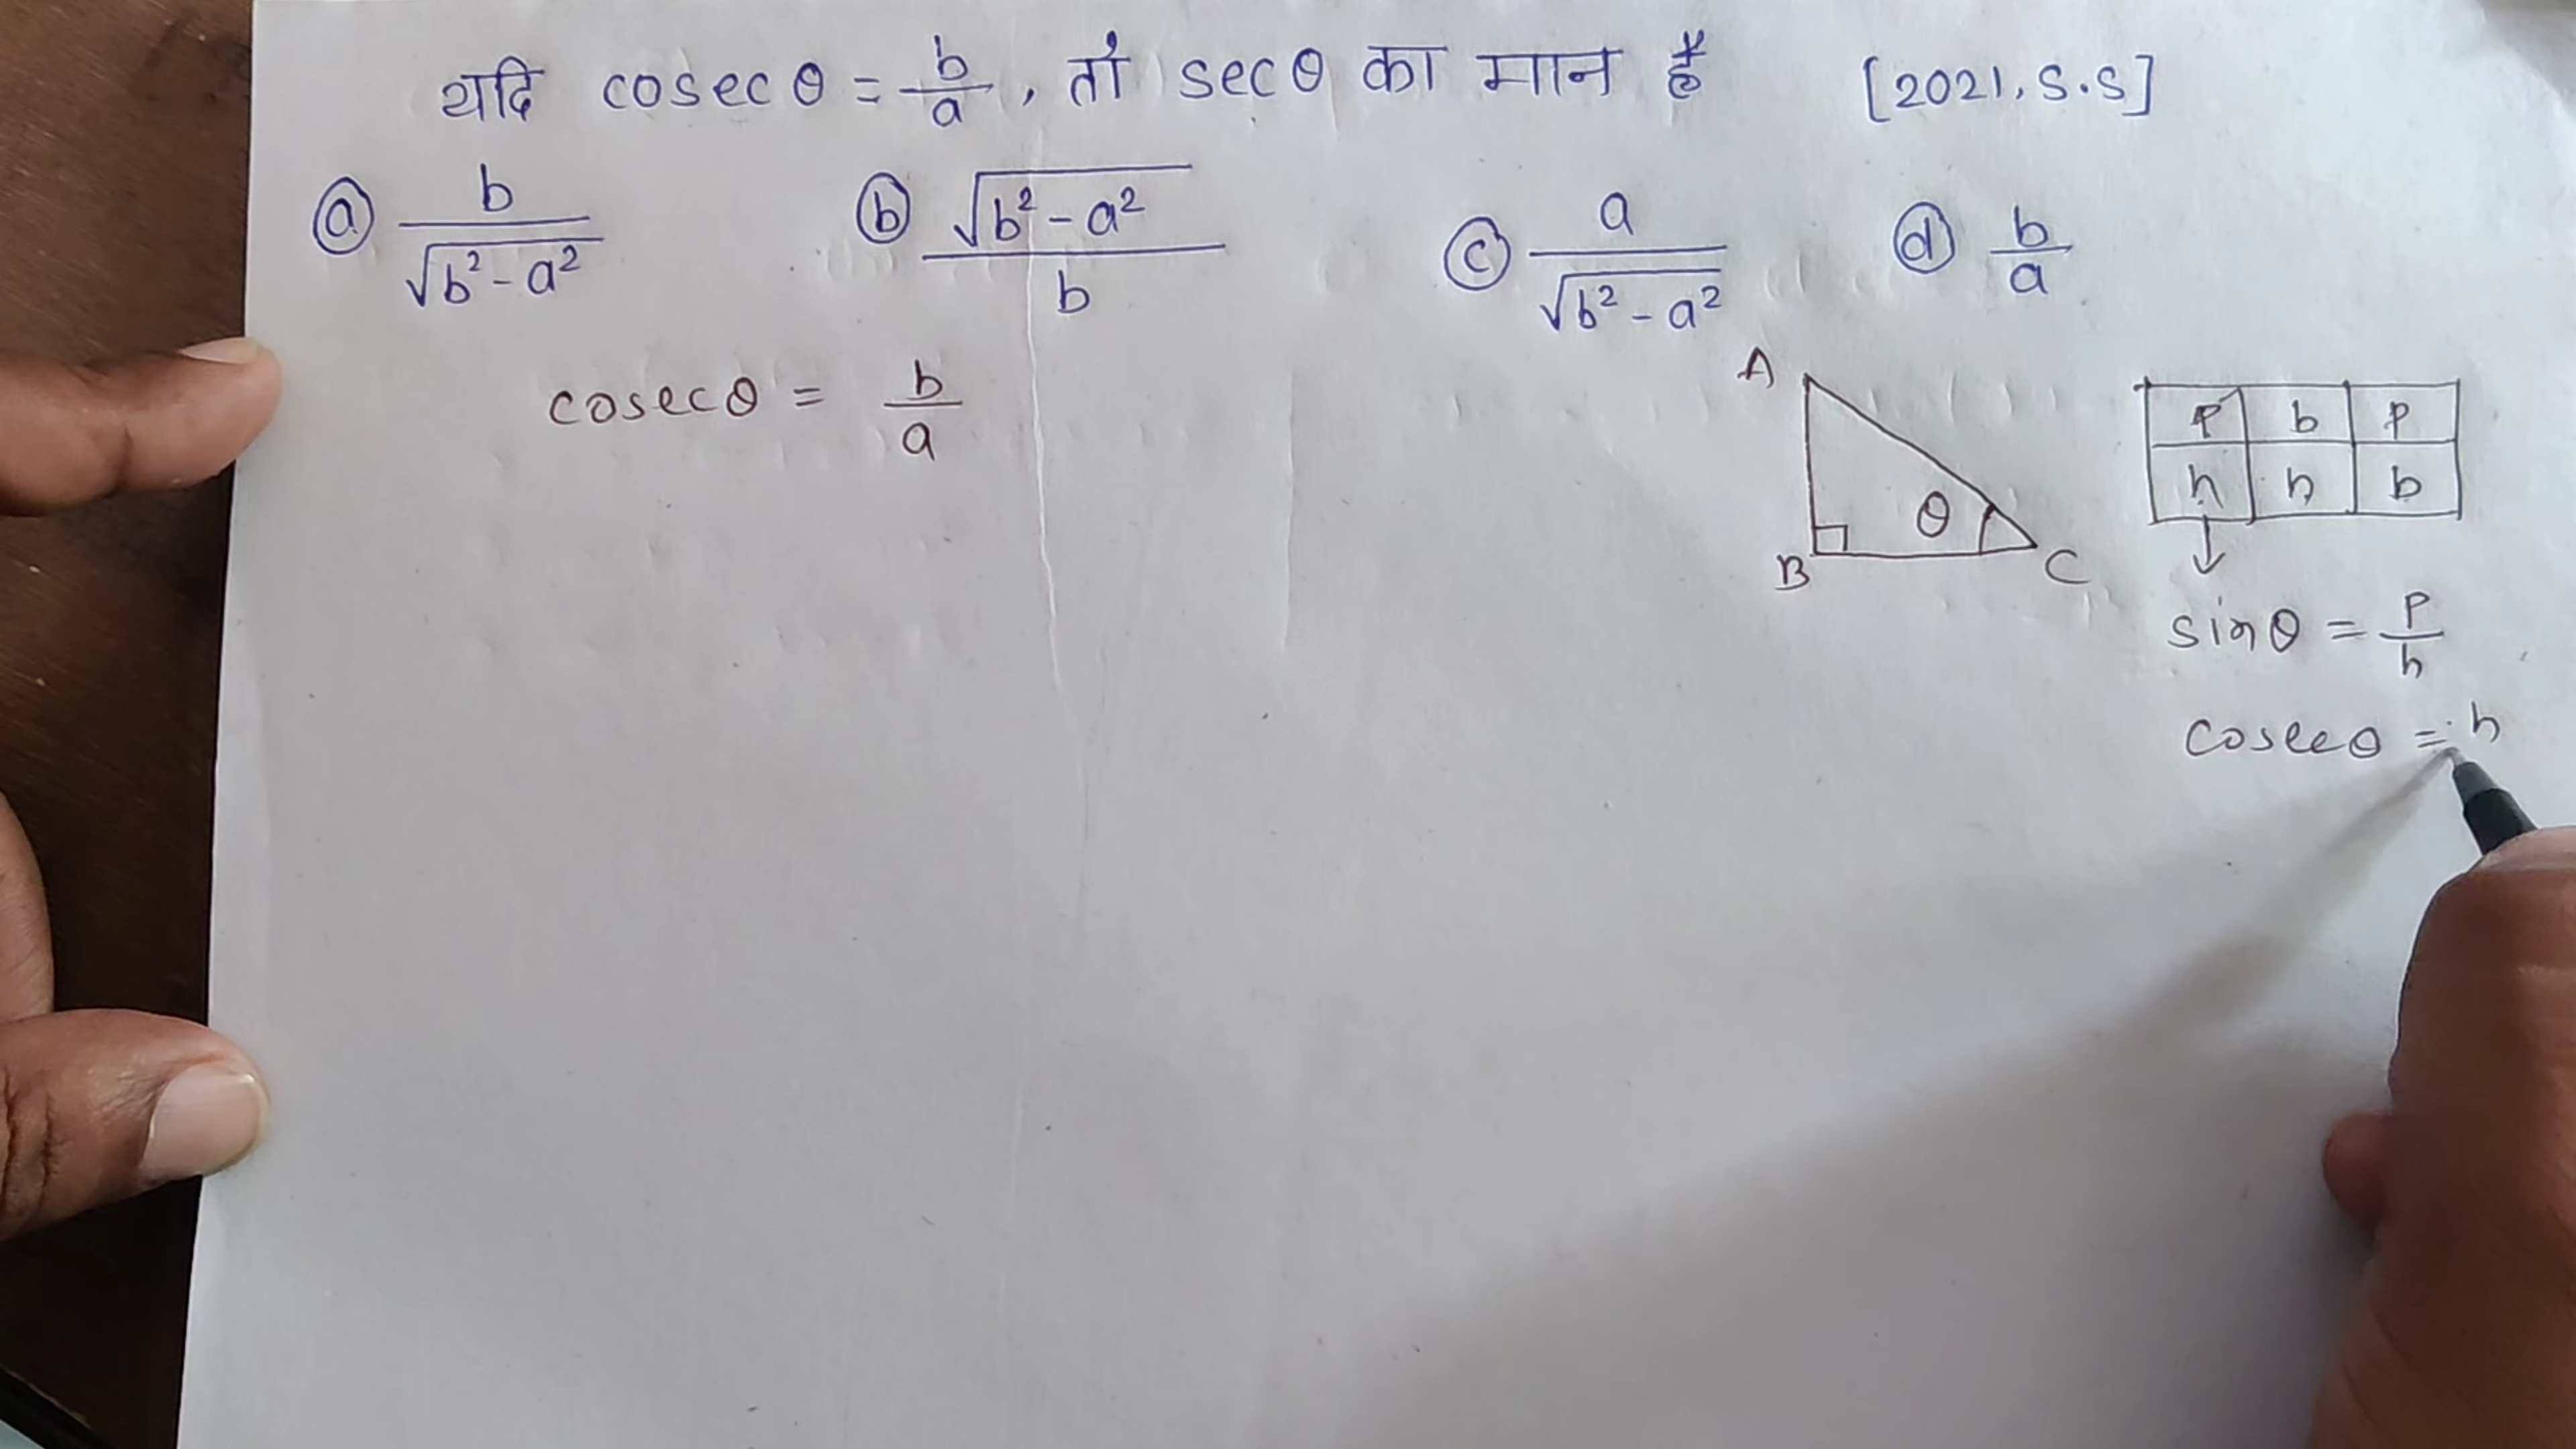 यदि cosec θ = b/a, तो sec θ का मान है [2021, S.S]
ⓐ b/√(b² - a²) ⓑ √(b² - a²)/b ⓒ a/√(b² - a²) ⓓ b/a
cosec θ = b/a
A
B
C
θ
p b p
h h b
↓
sin θ = p/h
cosec θ = h